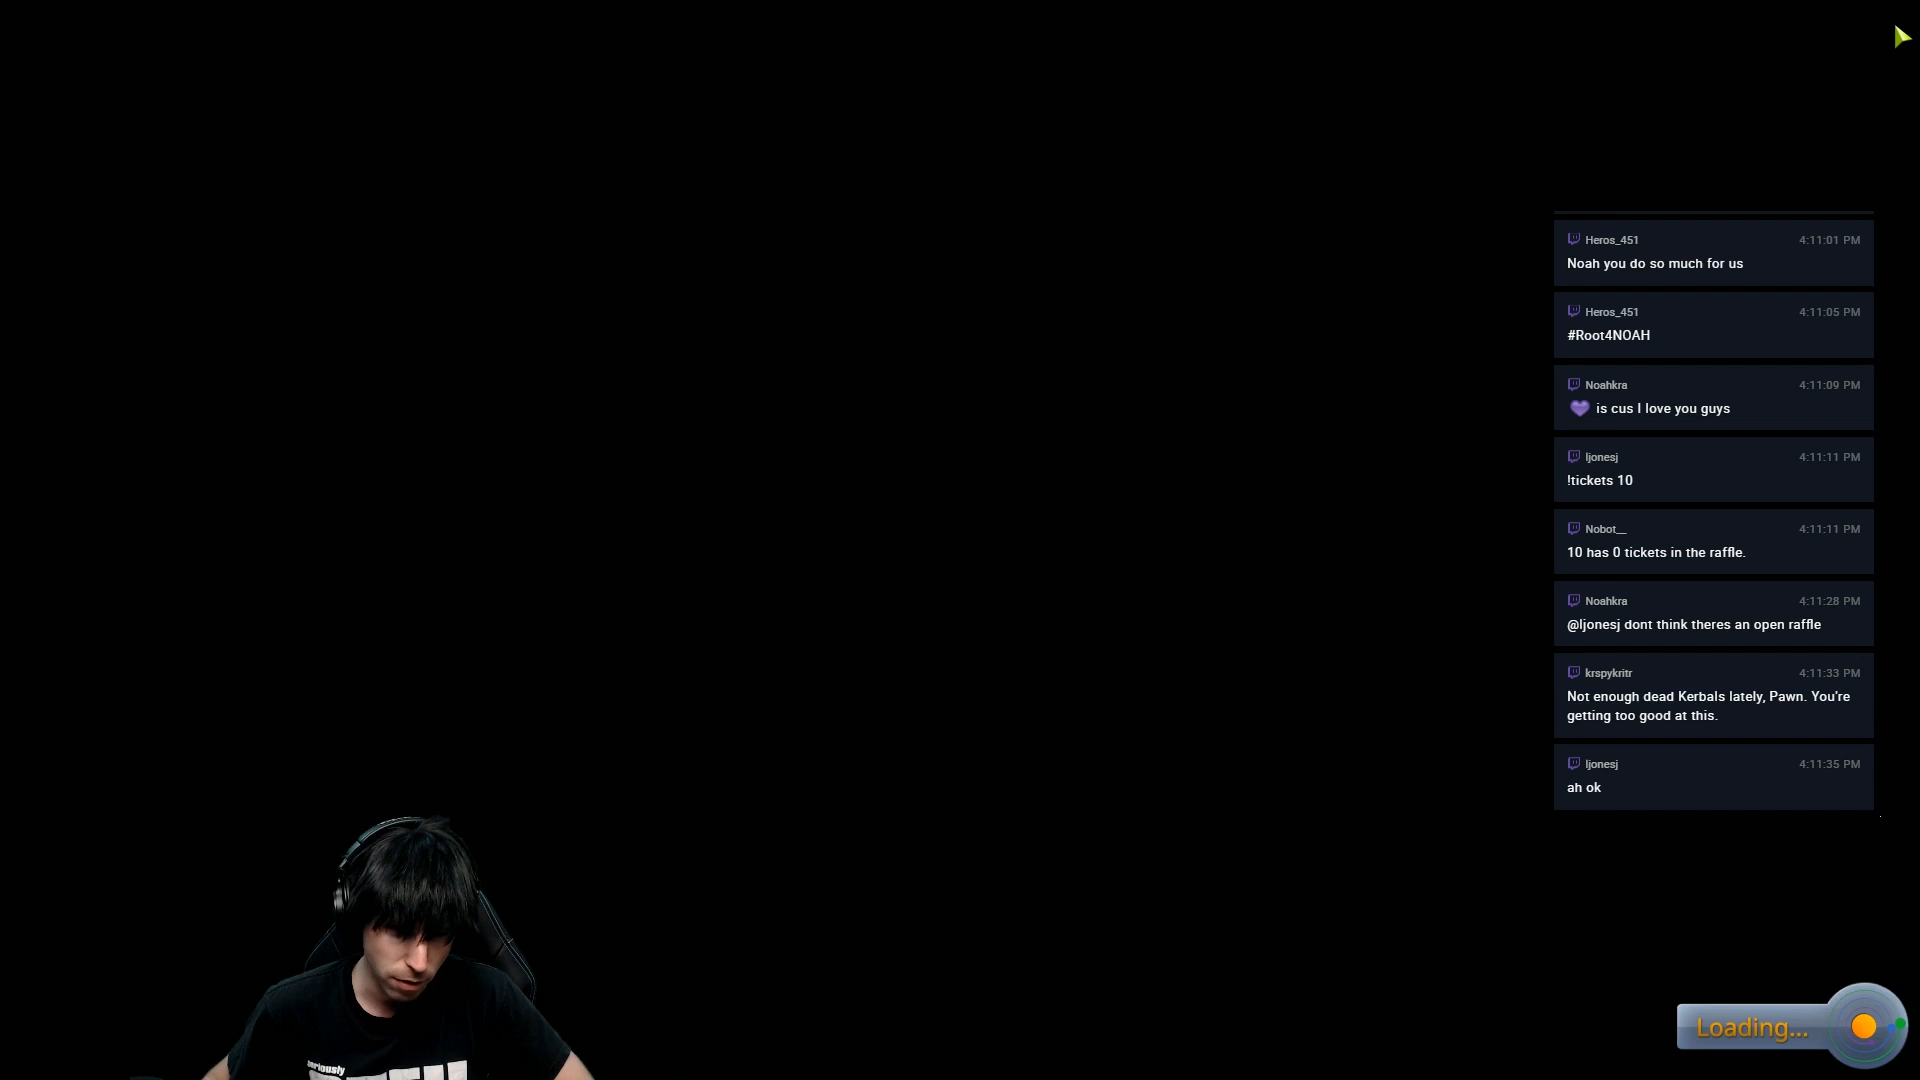 Heros_451 4:11:01 PM
Noah you do so much for us
Heros_451 4:11:05 PM
#Root4NOAH
Noahkra 4:11:09 PM
is cus I love you guys
ljonesj 4:11:11 PM
!tickets 10
Nobot__ 4:11:11 PM
10 has 0 tickets in the raffle.
Noahkra 4:11:28 PM
@ljonesj dont think theres an open raffle
krspykritr 4:11:33 PM
Not enough dead Kerbals lately, Pawn. You're
getting too good at this.
ljonesj 4:11:35 PM
ah ok
Loading...
seriously